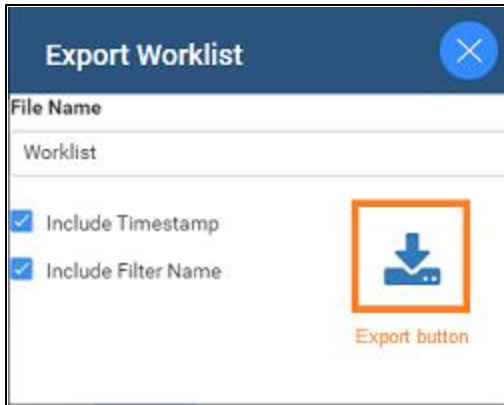 Export Worklist
File Name
Worklist
Include Timestamp
Include Filter Name
Export button